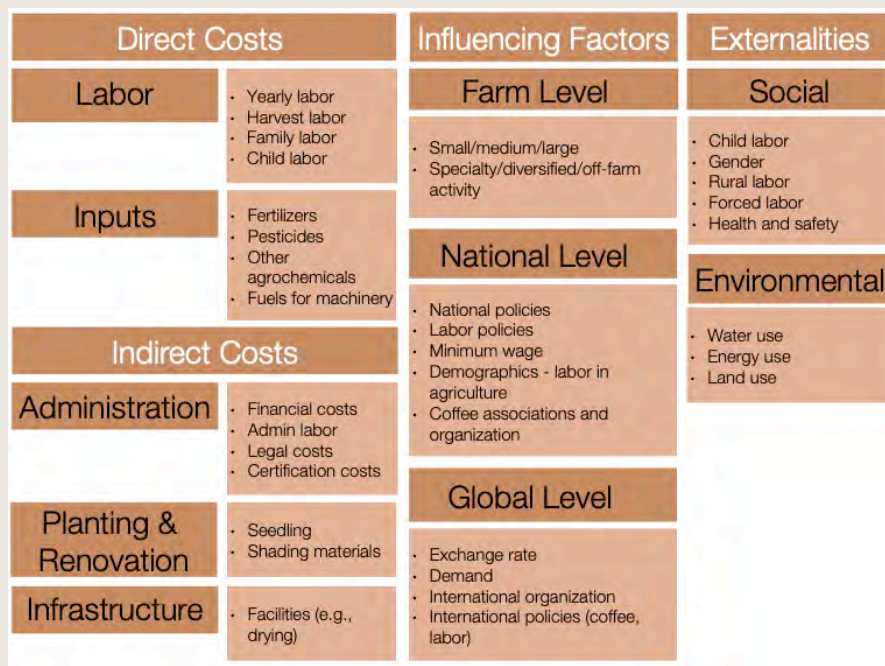 Direct Costs
Labor
• Yearly labor
• Harvest labor
• Family labor
• Child labor
Inputs
• Fertilizers
• Pesticides
• Other
agrochemicals
• Fuels for machinery
Indirect Costs
Administration
• Financial costs
• Admin labor
• Legal costs
• Certification costs
Planting &
Renovation
• Seedling
• Shading materials
Infrastructure
• Facilities (e.g.,
drying)
Influencing Factors
Farm Level
• Small/medium/large
• Specialty/diversified/off-farm
activity
National Level
• National policies
• Labor policies
• Minimum wage
• Demographics - labor in
agriculture
• Coffee associations and
organization
Global Level
• Exchange rate
• Demand
• International organization
• International policies (coffee,
labor)
Externalities
Social
• Child labor
• Gender
• Rural labor
• Forced labor
• Health and safety
Environmental
• Water use
• Energy use
• Land use